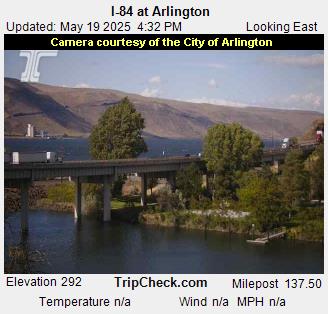 I-84 at Arlington
Updated: May 19 2025  4:32 PM  Looking East
Camera courtesy of the City of Arlington
Elevation 292  TripCheck.com  Milepost 137.50
Temperature n/a  Wind n/a  MPH n/a